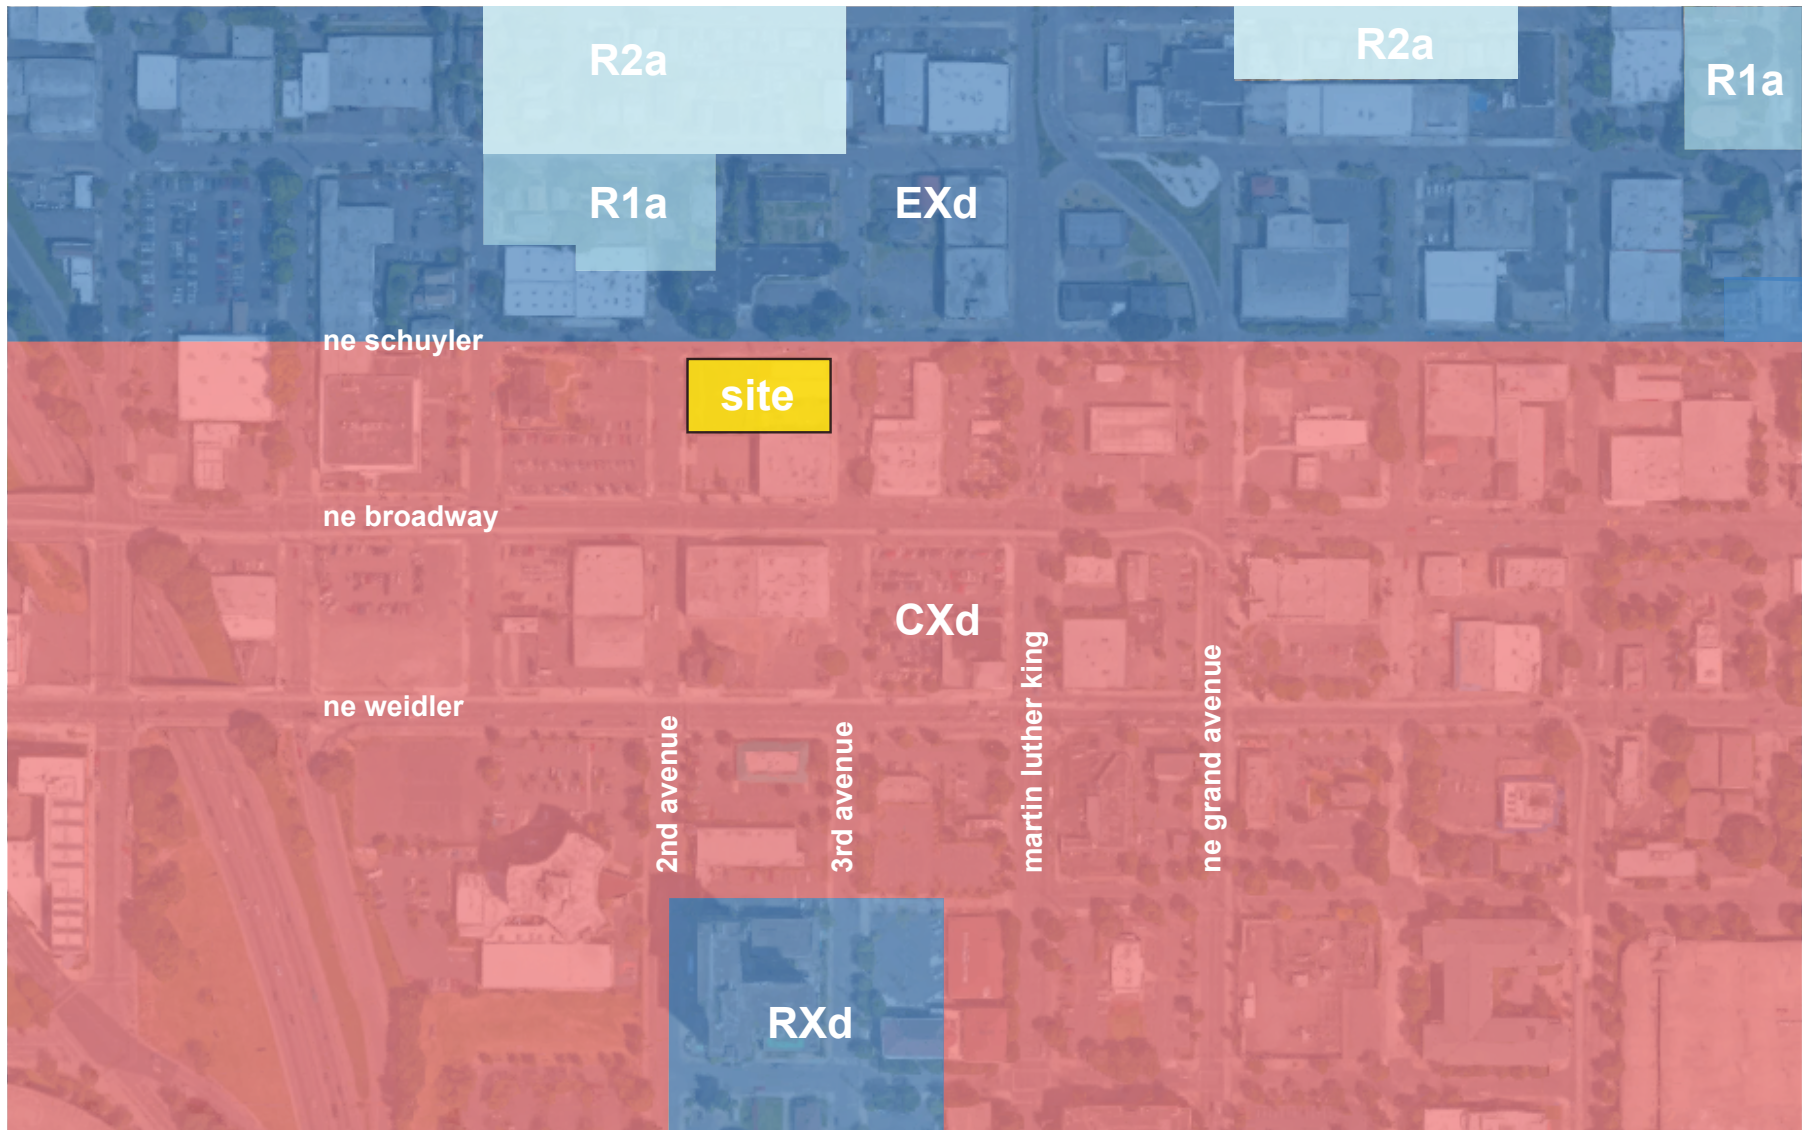 R2a
R2a
R1a
R1a
EXd
ne schuyler
site
ne broadway
CXd
ne weidler
2nd avenue
3rd avenue
martin luther king
ne grand avenue
RXd